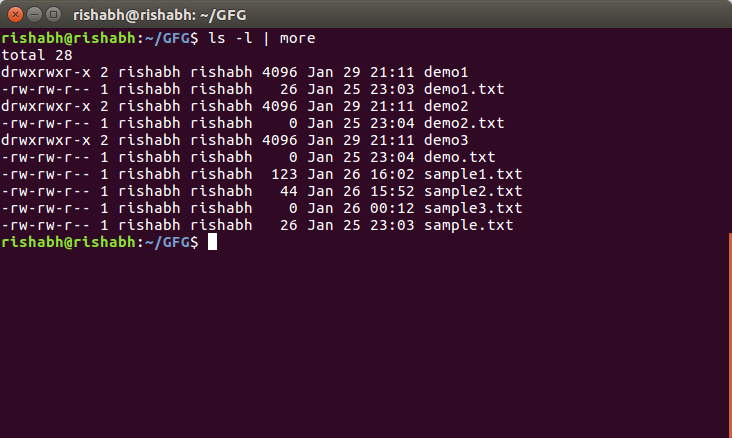 rishabh@rishabh: ~/GFG
rishabh@rishabh:~/GFG$ ls -l | more
total 28
drwxrwxr-x 2 rishabh rishabh 4096 Jan 29 21:11 demo1
-rw-rw-r-- 1 rishabh rishabh   26 Jan 25 23:03 demo1.txt
drwxrwxr-x 2 rishabh rishabh 4096 Jan 29 21:11 demo2
-rw-rw-r-- 1 rishabh rishabh    0 Jan 25 23:04 demo2.txt
drwxrwxr-x 2 rishabh rishabh 4096 Jan 29 21:11 demo3
-rw-rw-r-- 1 rishabh rishabh    0 Jan 25 23:04 demo.txt
-rw-rw-r-- 1 rishabh rishabh  123 Jan 26 16:02 sample1.txt
-rw-rw-r-- 1 rishabh rishabh   44 Jan 26 15:52 sample2.txt
-rw-rw-r-- 1 rishabh rishabh    0 Jan 26 00:12 sample3.txt
-rw-rw-r-- 1 rishabh rishabh   26 Jan 25 23:03 sample.txt
rishabh@rishabh:~/GFG$